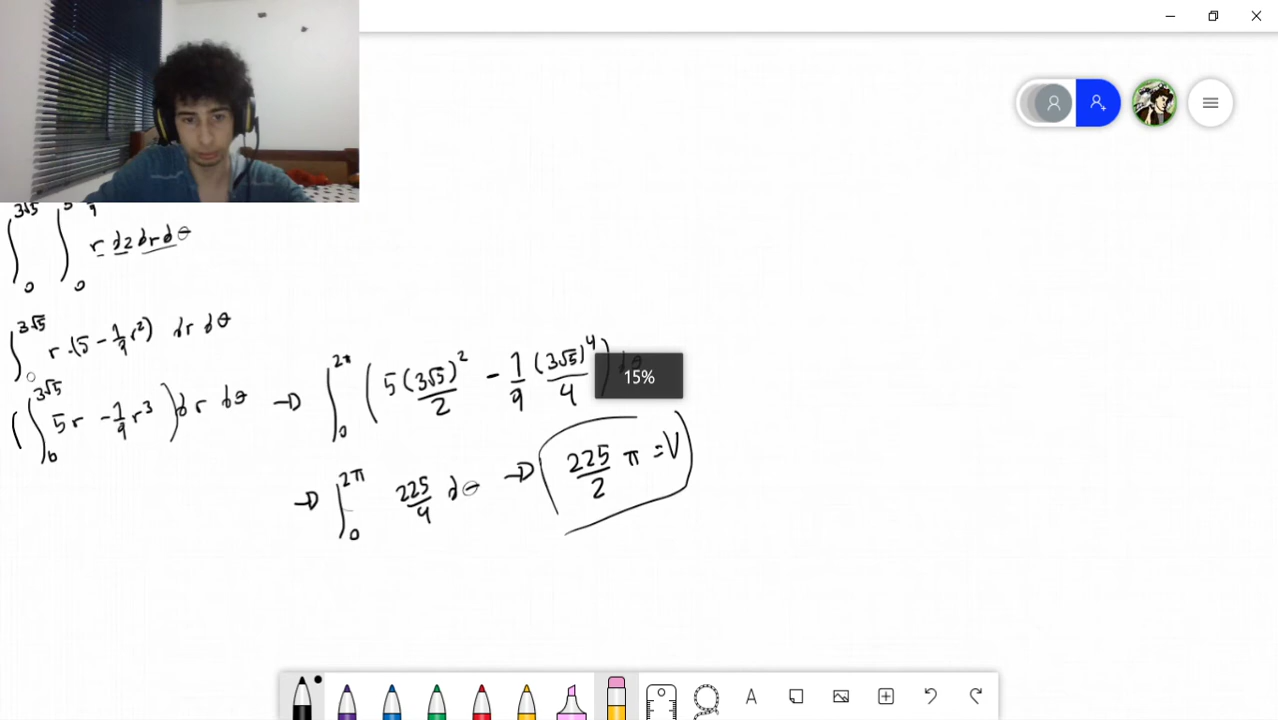 3√5 5
∫ ∫ 9
0 0 r dz dr dθ
∫₀^{3√5} r·(5 - 1/9 r²) dr dθ
(∫₀^{3√5} 5r - 1/9 r³) dr dθ → ∫₀^{2π} (5(3√5)²/2 - 1/9 (3√5)⁴/4) dθ
15%
→ ∫₀^{2π} 225/4 dθ → 225/2 π = V
A